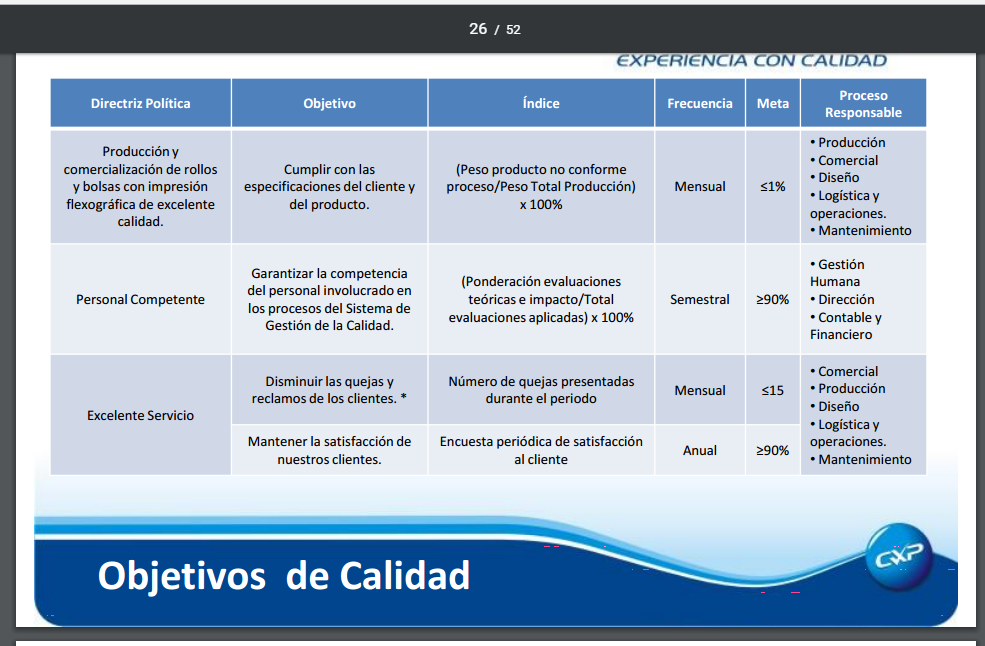 26 / 52
EXPERIENCIA CON CALIDAD
Directriz Política
Objetivo
Índice
Frecuencia
Meta
Proceso
Responsable
Producción y
comercialización de rollos
y bolsas con impresión
flexográfica de excelente
calidad.
Cumplir con las
especificaciones del cliente y
del producto.
(Peso producto no conforme
proceso/Peso Total Producción)
x 100%
Mensual
≤1%
• Producción
• Comercial
• Diseño
• Logística y
operaciones.
• Mantenimiento
Personal Competente
Garantizar la competencia
del personal involucrado en
los procesos del Sistema de
Gestión de la Calidad.
(Ponderación evaluaciones
teóricas e impacto/Total
evaluaciones aplicadas) x 100%
Semestral
≥90%
• Gestión
Humana
• Dirección
• Contable y
Financiero
Excelente Servicio
Disminuir las quejas y
reclamos de los clientes. *
Número de quejas presentadas
durante el periodo
Mensual
≤15
Mantener la satisfacción de
nuestros clientes.
Encuesta periódica de satisfacción
al cliente
Anual
≥90%
• Comercial
• Producción
• Diseño
• Logística y
operaciones.
• Mantenimiento
Objetivos de Calidad
CXP